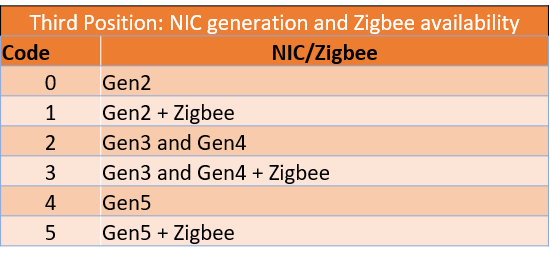 Third Position: NIC generation and Zigbee availability
Code NIC/Zigbee
0 Gen2
1 Gen2 + Zigbee
2 Gen3 and Gen4
3 Gen3 and Gen4 + Zigbee
4 Gen5
5 Gen5 + Zigbee